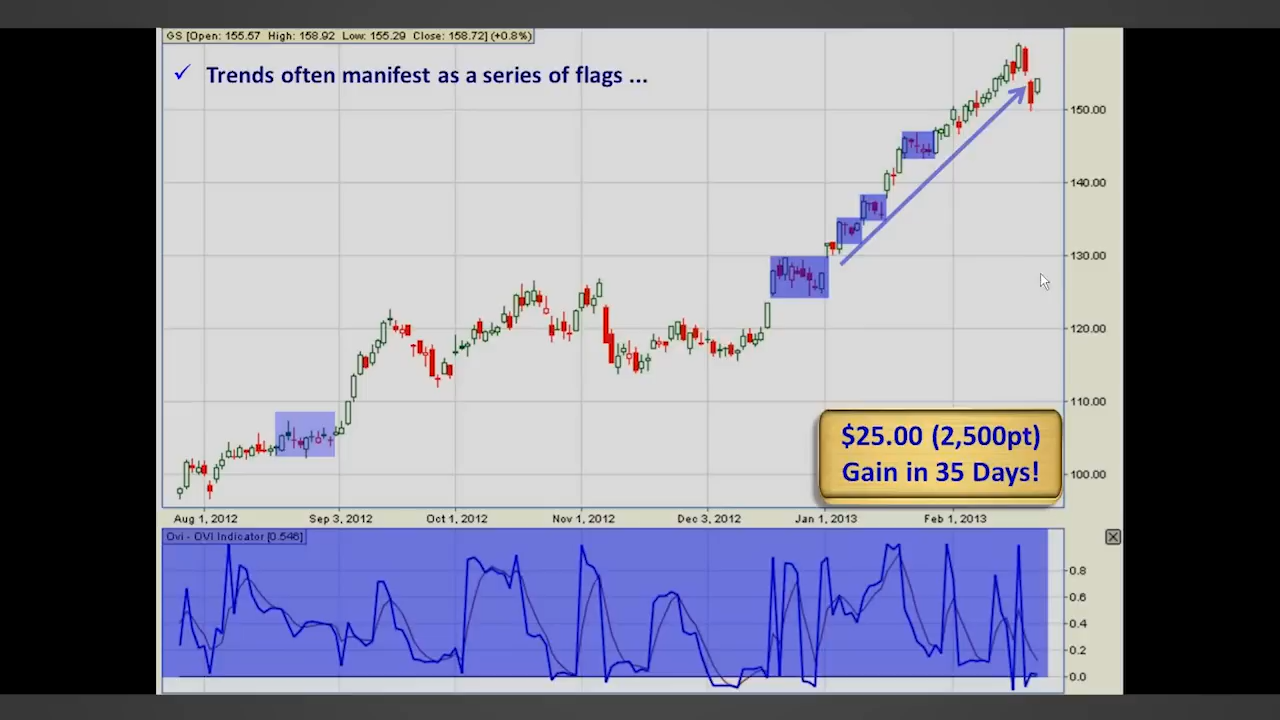 GS [Open: 155.57 High: 158.92 Low: 155.29 Close: 158.72] (+0.8%)
✓ Trends often manifest as a series of flags ...
150.00
140.00
130.00
120.00
110.00
100.00
$25.00 (2,500pt)
Gain in 35 Days!
Aug 1, 2012 Sep 3, 2012 Oct 1, 2012 Nov 1, 2012 Dec 3, 2012 Jan 1, 2013 Feb 1, 2013
Ovi - OVI Indicator [0.546]
0.8
0.6
0.4
0.2
0.0